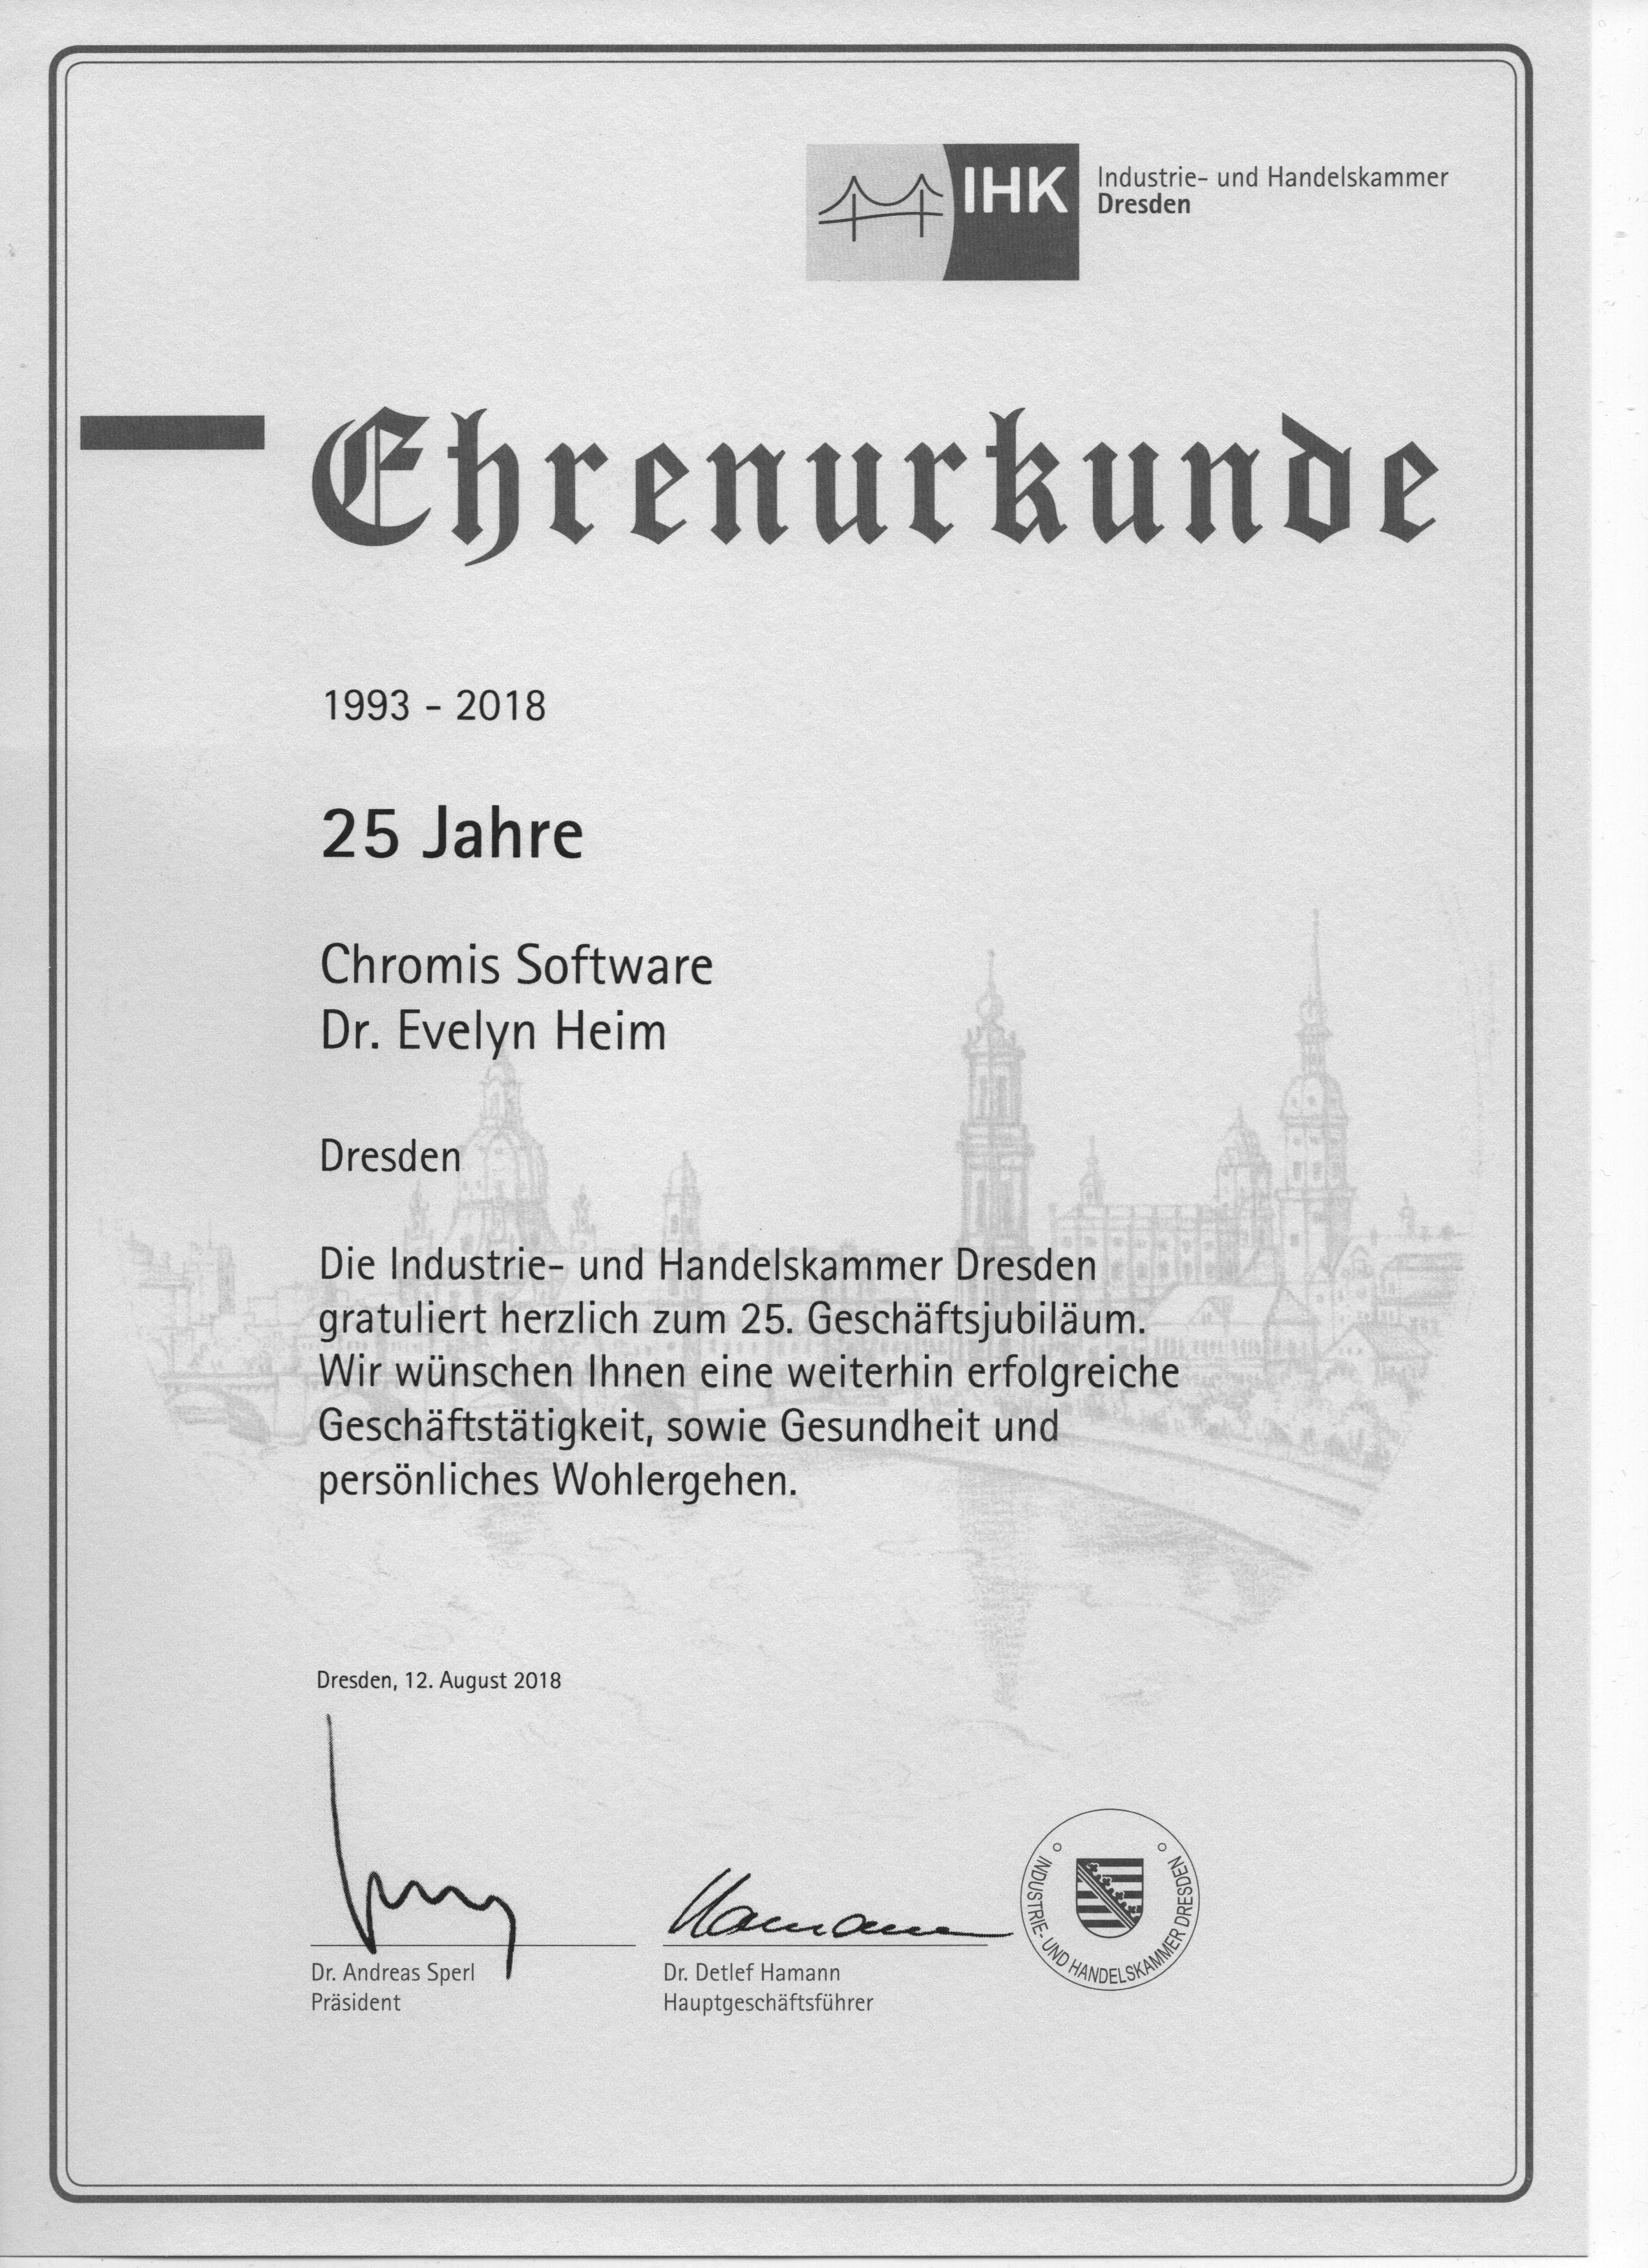 IHK
Industrie- und Handelskammer
Dresden
Ehrenurkunde
1993 - 2018
25 Jahre
Chromis Software
Dr. Evelyn Heim
Dresden
Die Industrie- und Handelskammer Dresden
gratuliert herzlich zum 25. Geschäftsjubiläum.
Wir wünschen Ihnen eine weiterhin erfolgreiche
Geschäftstätigkeit, sowie Gesundheit und
persönliches Wohlergehen.
Dresden, 12. August 2018
Hamann
Dr. Andreas Sperl
Präsident
Dr. Detlef Hamann
Hauptgeschäftsführer
INDUSTRIE- UND HANDELSKAMMER DRESDEN